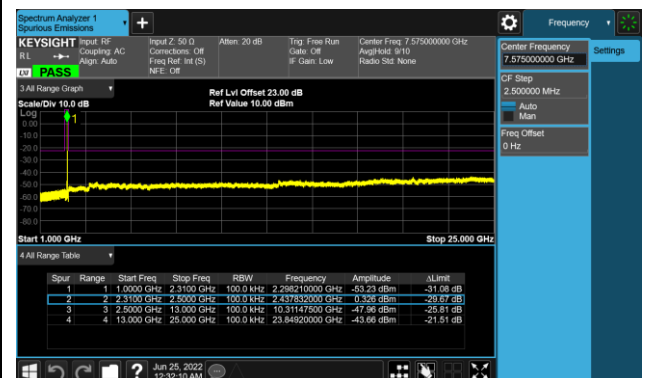 Spectrum Analyzer 1
Spurious Emissions
Frequency
KEYSIGHT Input: RF Input Z: 50 Ω Atten: 20 dB Trig: Free Run Center Freq: 7.575000000 GHz
RL Coupling: AC Corrections: Off Gate: Off Avg|Hold: 9/10
Align: Auto Freq Ref: Int (S) IF Gain: Low Radio Std: None
LXI PASS NFE: Off
Center Frequency
7.575000000 GHz
Settings
CF Step
2.500000 MHz
Auto
Man
Freq Offset
0 Hz
3 All Range Graph
Ref Lvl Offset 23.00 dB
Scale/Div 10.0 dB Ref Value 10.00 dBm
Log
1
0.00
-10.0
-20.0
-30.0
-40.0
-50.0
-60.0
-70.0
-80.0
Start 1.000 GHz Stop 25.000 GHz
4 All Range Table
Spur Range Start Freq Stop Freq RBW Frequency Amplitude ΔLimit
1 1 1.0000 GHz 2.3100 GHz 100.0 kHz 2.298210000 GHz -53.23 dBm -31.08 dB
2 2 2.3100 GHz 2.5000 GHz 100.0 kHz 2.437832000 GHz 0.326 dBm -29.67 dB
3 3 2.5000 GHz 13.000 GHz 100.0 kHz 10.31147500 GHz -47.96 dBm -25.81 dB
4 4 13.000 GHz 25.000 GHz 100.0 kHz 23.84920000 GHz -43.66 dBm -21.51 dB
? Jun 25, 2022
12:32:10 AM